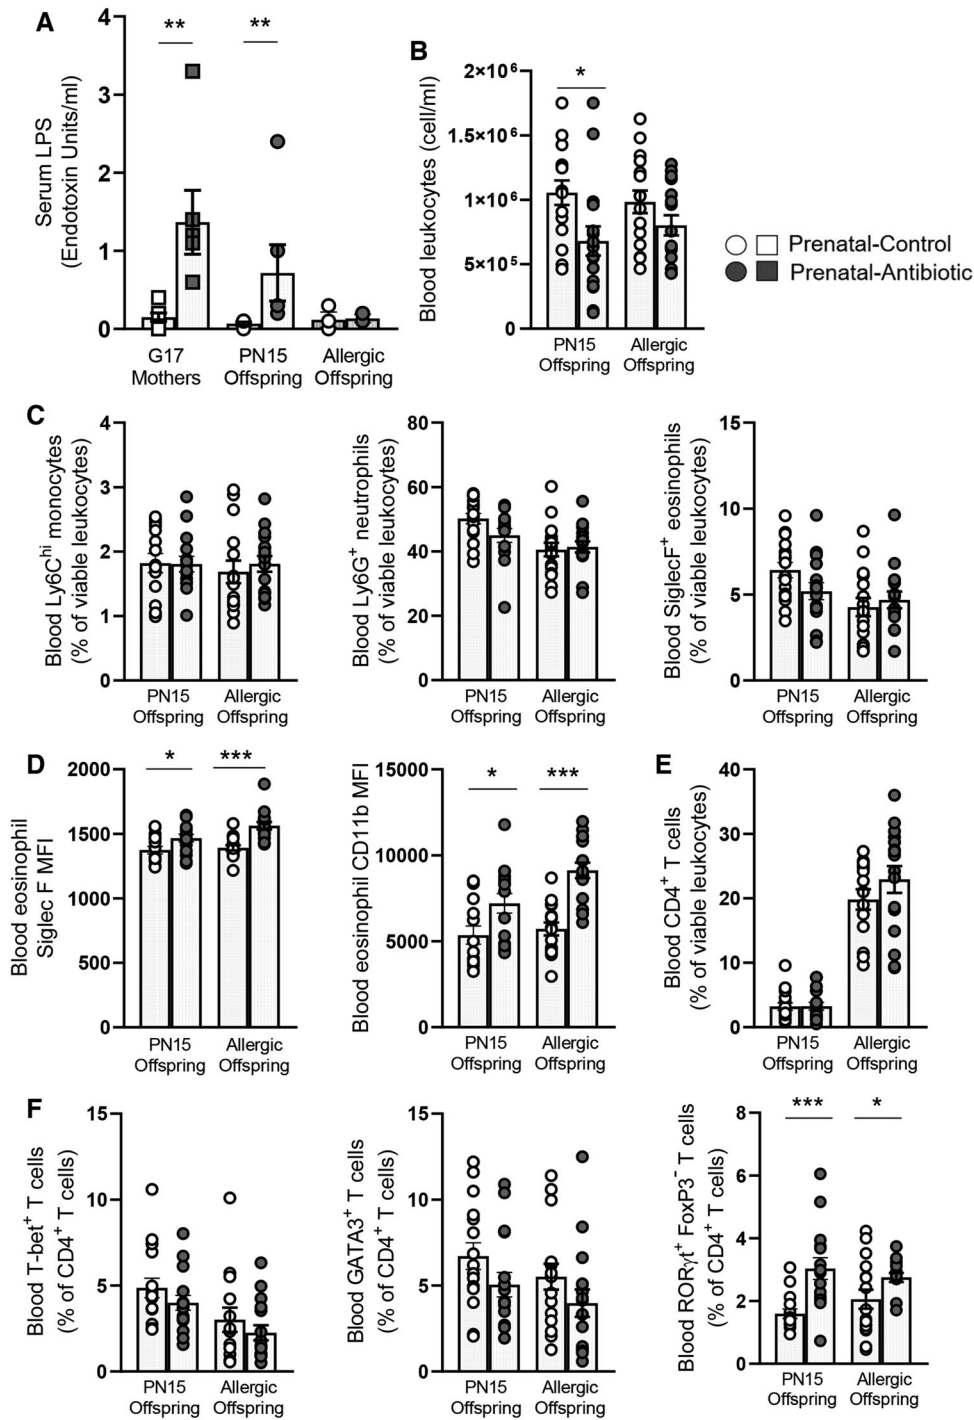 A
Serum LPS
(Endotoxin Units/ml)
4
3
2
1
0
**
**
G17
Mothers
PN15
Offspring
Allergic
Offspring
B
Blood leukocytes (cell/ml)
2×10⁶
1.5×10⁶
1×10⁶
5×10⁵
0
*
PN15
Offspring
Allergic
Offspring
Prenatal-Control
Prenatal-Antibiotic
C
Blood Ly6Cʰⁱ monocytes
(% of viable leukocytes)
4
3
2
1
0
PN15
Offspring
Allergic
Offspring
Blood Ly6G⁺ neutrophils
(% of viable leukocytes)
80
60
40
20
0
PN15
Offspring
Allergic
Offspring
Blood SiglecF⁺ eosinophils
(% of viable leukocytes)
15
10
5
0
PN15
Offspring
Allergic
Offspring
D
Blood eosinophil
Siglec F MFI
2000
1500
1000
500
0
*
***
PN15
Offspring
Allergic
Offspring
Blood eosinophil CD11b MFI
15000
10000
5000
0
*
***
PN15
Offspring
Allergic
Offspring
E
Blood CD4⁺ T cells
(% of viable leukocytes)
40
30
20
10
0
PN15
Offspring
Allergic
Offspring
F
Blood T-bet⁺ T cells
(% of CD4⁺ T cells)
15
10
5
0
PN15
Offspring
Allergic
Offspring
Blood GATA3⁺ T cells
(% of CD4⁺ T cells)
15
10
5
0
PN15
Offspring
Allergic
Offspring
Blood RORγt⁺ FoxP3⁻ T cells
(% of CD4⁺ T cells)
8
6
4
2
0
***
*
PN15
Offspring
Allergic
Offspring